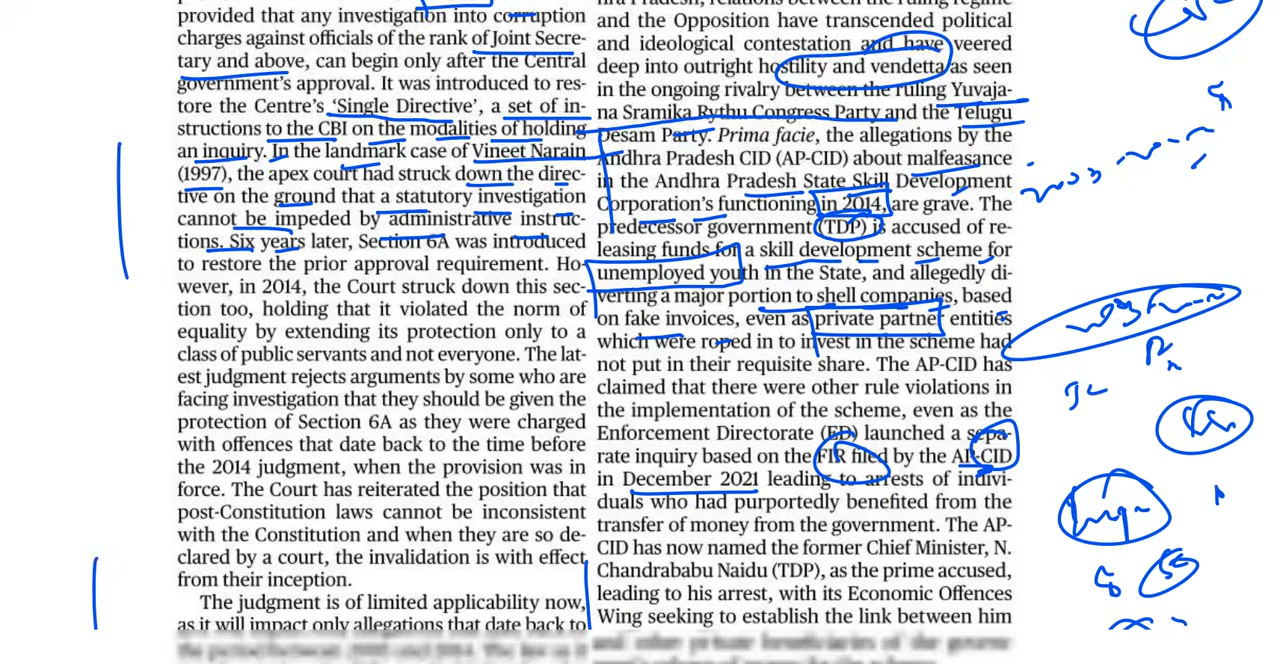 provided that any investigation into corruption
charges against officials of the rank of Joint Secre-
tary and above, can begin only after the Central
government's approval. It was introduced to res-
tore the Centre's 'Single Directive', a set of in-
structions to the CBI on the modalities of holding
an inquiry. In the landmark case of Vineet Narain
(1997), the apex court had struck down the direc-
tive on the ground that a statutory investigation
cannot be impeded by administrative instruc-
tions. Six years later, Section 6A was introduced
to restore the prior approval requirement. Ho-
wever, in 2014, the Court struck down this sec-
tion too, holding that it violated the norm of
equality by extending its protection only to a
class of public servants and not everyone. The lat-
est judgment rejects arguments by some who are
facing investigation that they should be given the
protection of Section 6A as they were charged
with offences that date back to the time before
the 2014 judgment, when the provision was in
force. The Court has reiterated the position that
post-Constitution laws cannot be inconsistent
with the Constitution and when they are so de-
clared by a court, the invalidation is with effect
from their inception.
The judgment is of limited applicability now,
as it will impact only allegations that date back to
hra Pradesh, relations between the ruling regime
and the Opposition have transcended political
and ideological contestation and have veered
deep into outright hostility and vendetta as seen
in the ongoing rivalry between the ruling Yuvaja-
na Sramika Rythu Congress Party and the Telugu
Desam Party. Prima facie, the allegations by the
Andhra Pradesh CID (AP-CID) about malfeasance
in the Andhra Pradesh State Skill Development
Corporation's functioning in 2014, are grave. The
predecessor government (TDP) is accused of re-
leasing funds for a skill development scheme for
unemployed youth in the State, and allegedly di-
verting a major portion to shell companies, based
on fake invoices, even as private partner entities
which were roped in to invest in the scheme had
not put in their requisite share. The AP-CID has
claimed that there were other rule violations in
the implementation of the scheme, even as the
Enforcement Directorate (ED) launched a sepa-
rate inquiry based on the FIR filed by the AP-CID
in December 2021 leading to arrests of indivi-
duals who had purportedly benefited from the
transfer of money from the government. The AP-
CID has now named the former Chief Minister, N.
Chandrababu Naidu (TDP), as the prime accused,
leading to his arrest, with its Economic Offences
Wing seeking to establish the link between him